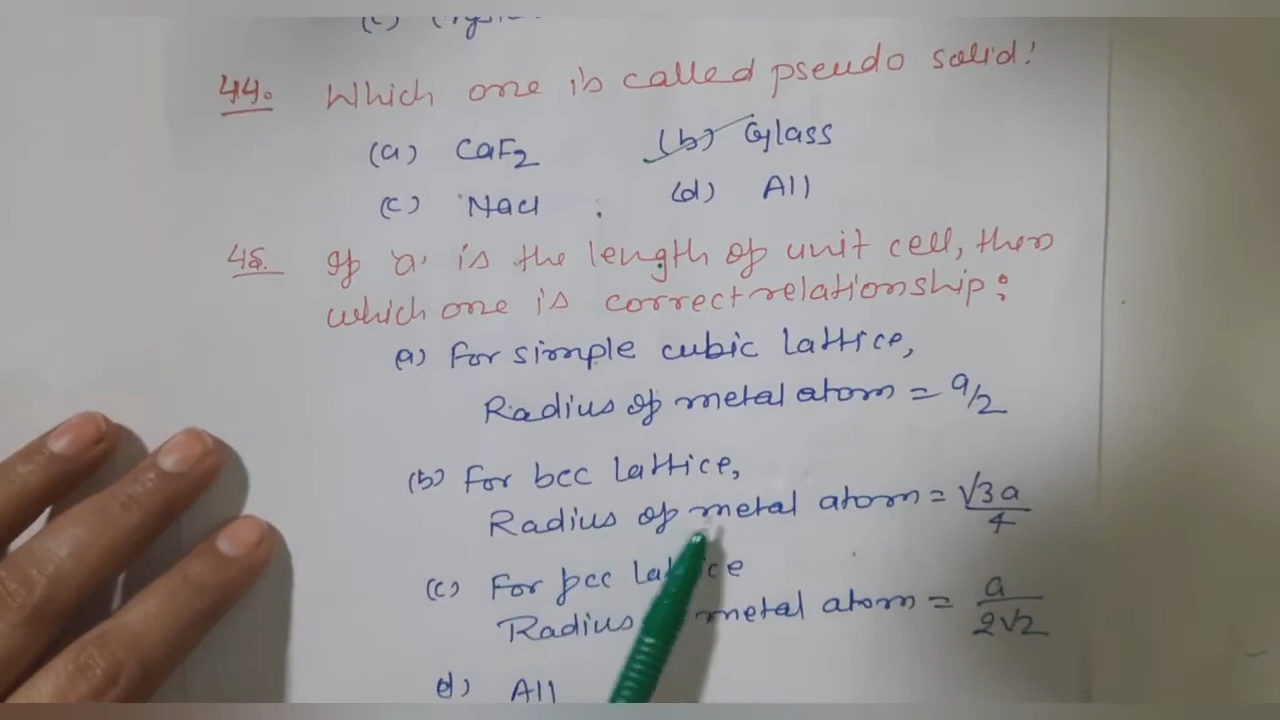 44. Which one is called pseudo solid!
(a) CaF2 (b) Glass
(c) NaCl (d) All
45. If 'a' is the length of unit cell, then
which one is correct relationship:
(a) For simple cubic lattice,
Radius of metal atom = a/2
(b) For bcc lattice,
Radius of metal atom = √3a/4
(c) For fcc lattice
Radius metal atom = a/2√2
d) All